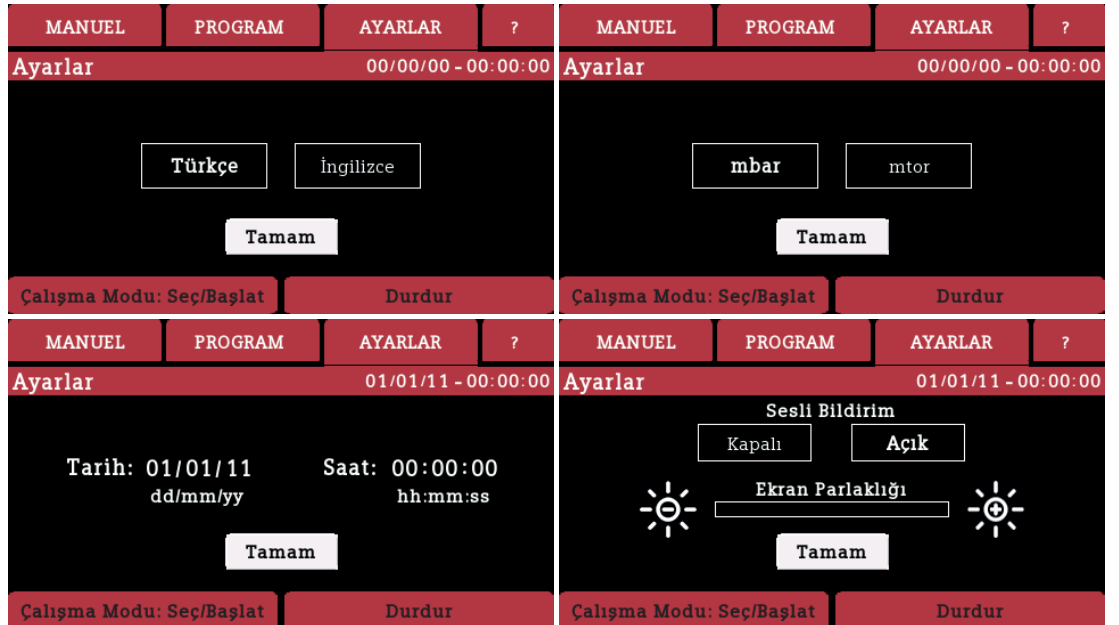 MANUEL PROGRAM AYARLAR ?
Ayarlar 00/00/00 - 00:00:00
Türkçe İngilizce
Tamam
Çalışma Modu: Seç/Başlat Durdur
MANUEL PROGRAM AYARLAR ?
Ayarlar 00/00/00 - 00:00:00
mbar mtor
Tamam
Çalışma Modu: Seç/Başlat Durdur
MANUEL PROGRAM AYARLAR ?
Ayarlar 01/01/11 - 00:00:00
Tarih: 01/01/11 Saat: 00:00:00
dd/mm/yy hh:mm:ss
Tamam
Çalışma Modu: Seç/Başlat Durdur
MANUEL PROGRAM AYARLAR ?
Ayarlar 01/01/11 - 00:00:00
Sesli Bildirim
Kapalı Açık
Ekran Parlaklığı
Tamam
Çalışma Modu: Seç/Başlat Durdur